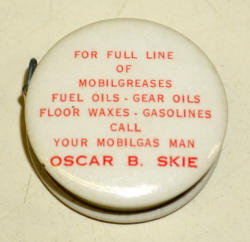 FOR FULL LINE
OF
MOBILGREASES
FUEL OILS - GEAR OILS
FLOOR WAXES - GASOLINES
CALL
YOUR MOBILGAS MAN
OSCAR B. SKIE